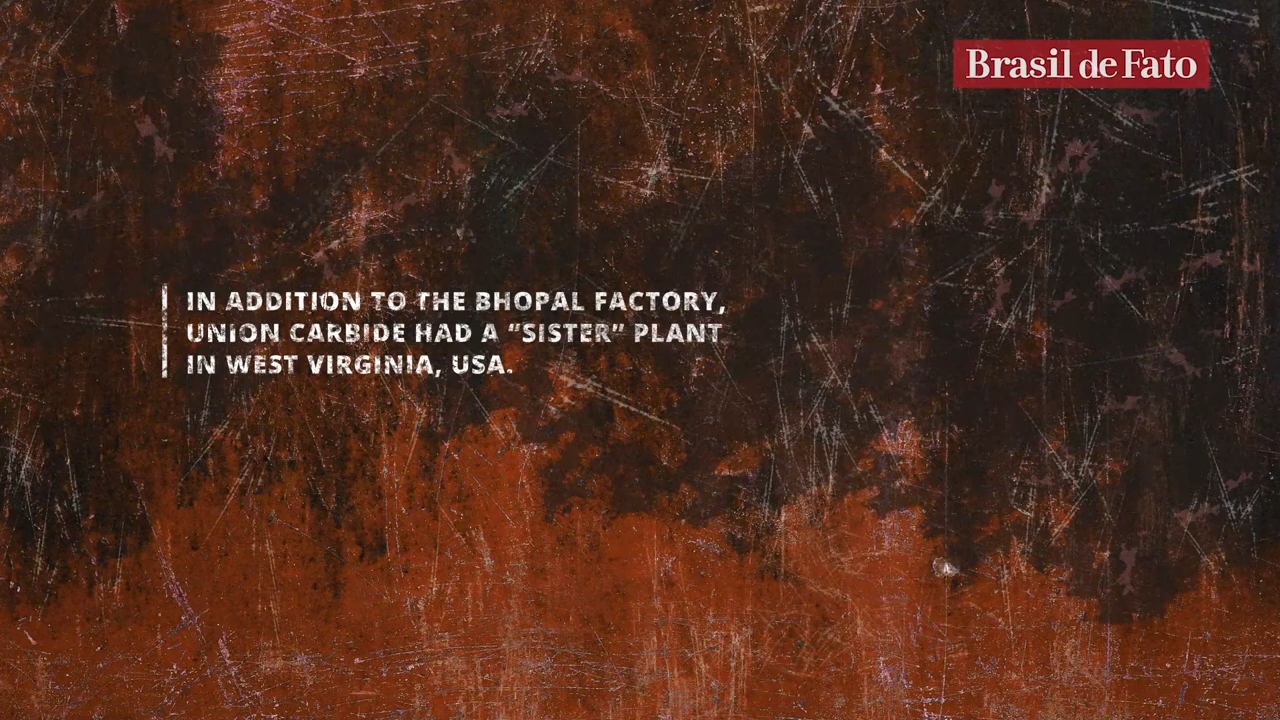 Brasil de Fato
IN ADDITION TO THE BHOPAL FACTORY,
UNION CARBIDE HAD A “SISTER” PLANT
IN WEST VIRGINIA, USA.